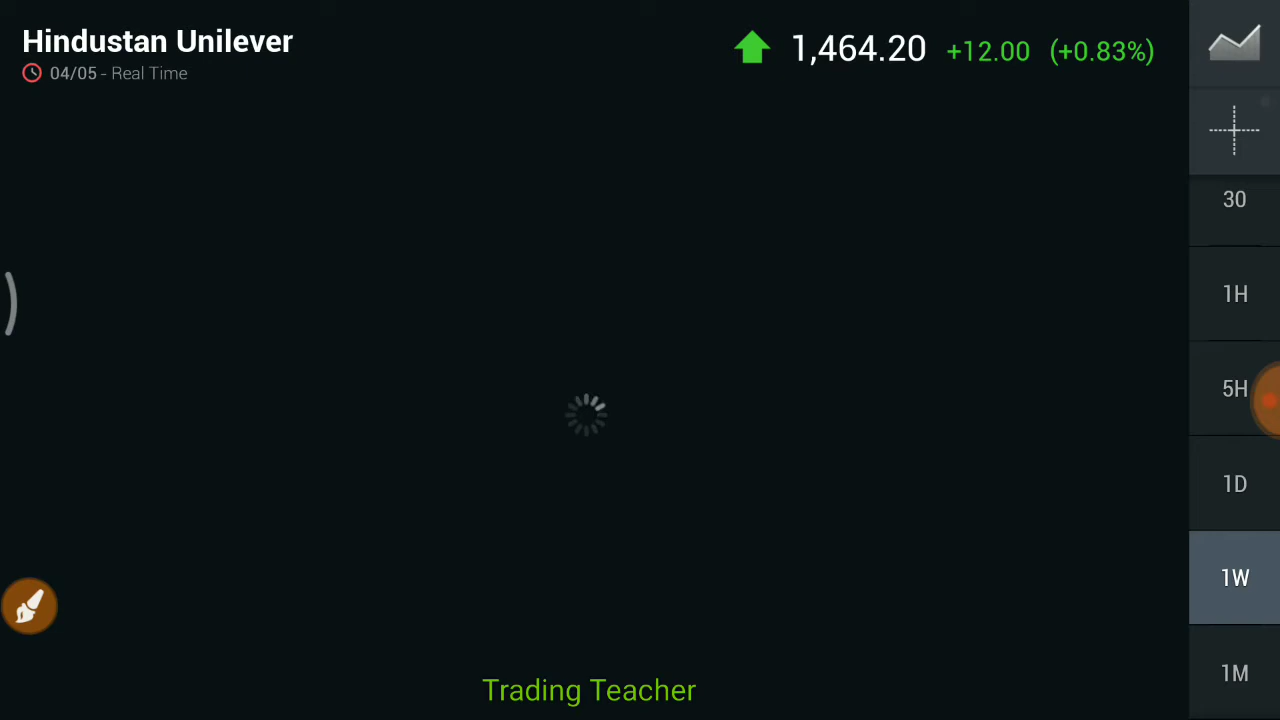 Hindustan Unilever
04/05 - Real Time
1,464.20 +12.00 (+0.83%)
30
1H
5H
1D
1W
1M
Trading Teacher